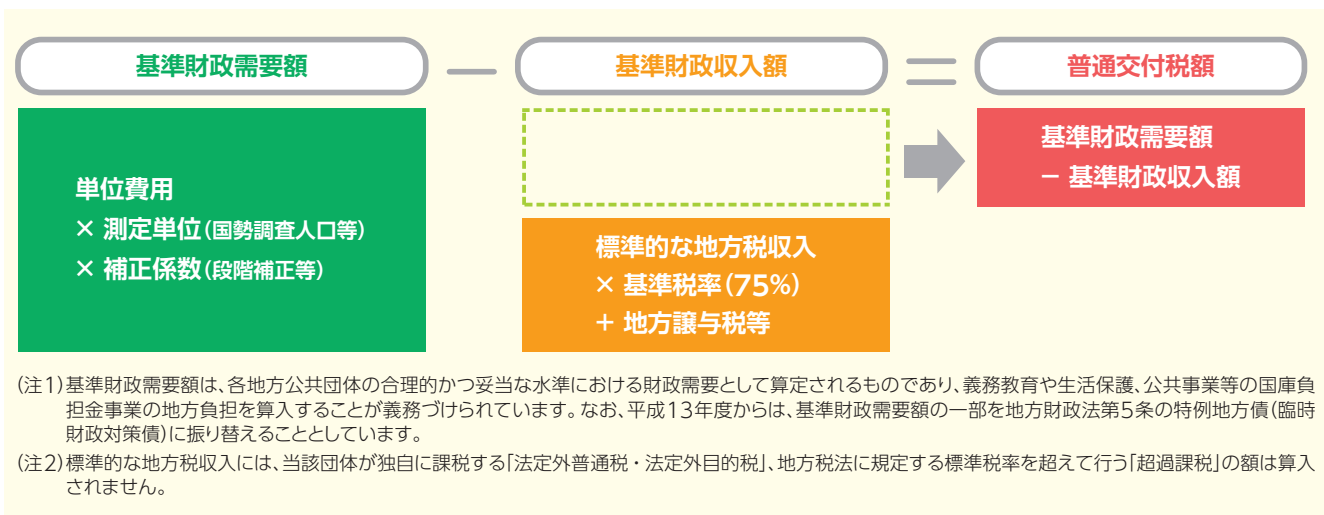 基準財政需要額 － 基準財政収入額 ＝ 普通交付税額
単位費用
× 測定単位(国勢調査人口等)
× 補正係数(段階補正等)
標準的な地方税収入
× 基準税率(75%)
＋ 地方譲与税等
基準財政需要額
－ 基準財政収入額
(注1)基準財政需要額は、各地方公共団体の合理的かつ妥当な水準における財政需要として算定されるものであり、義務教育や生活保護、公共事業等の国庫負
担金事業の地方負担を算入することが義務づけられています。なお、平成13年度からは、基準財政需要額の一部を地方財政法第5条の特例地方債(臨時
財政対策債)に振り替えることとしています。
(注2)標準的な地方税収入には、当該団体が独自に課税する「法定外普通税・法定外目的税」、地方税法に規定する標準税率を超えて行う「超過課税」の額は算入
されません。